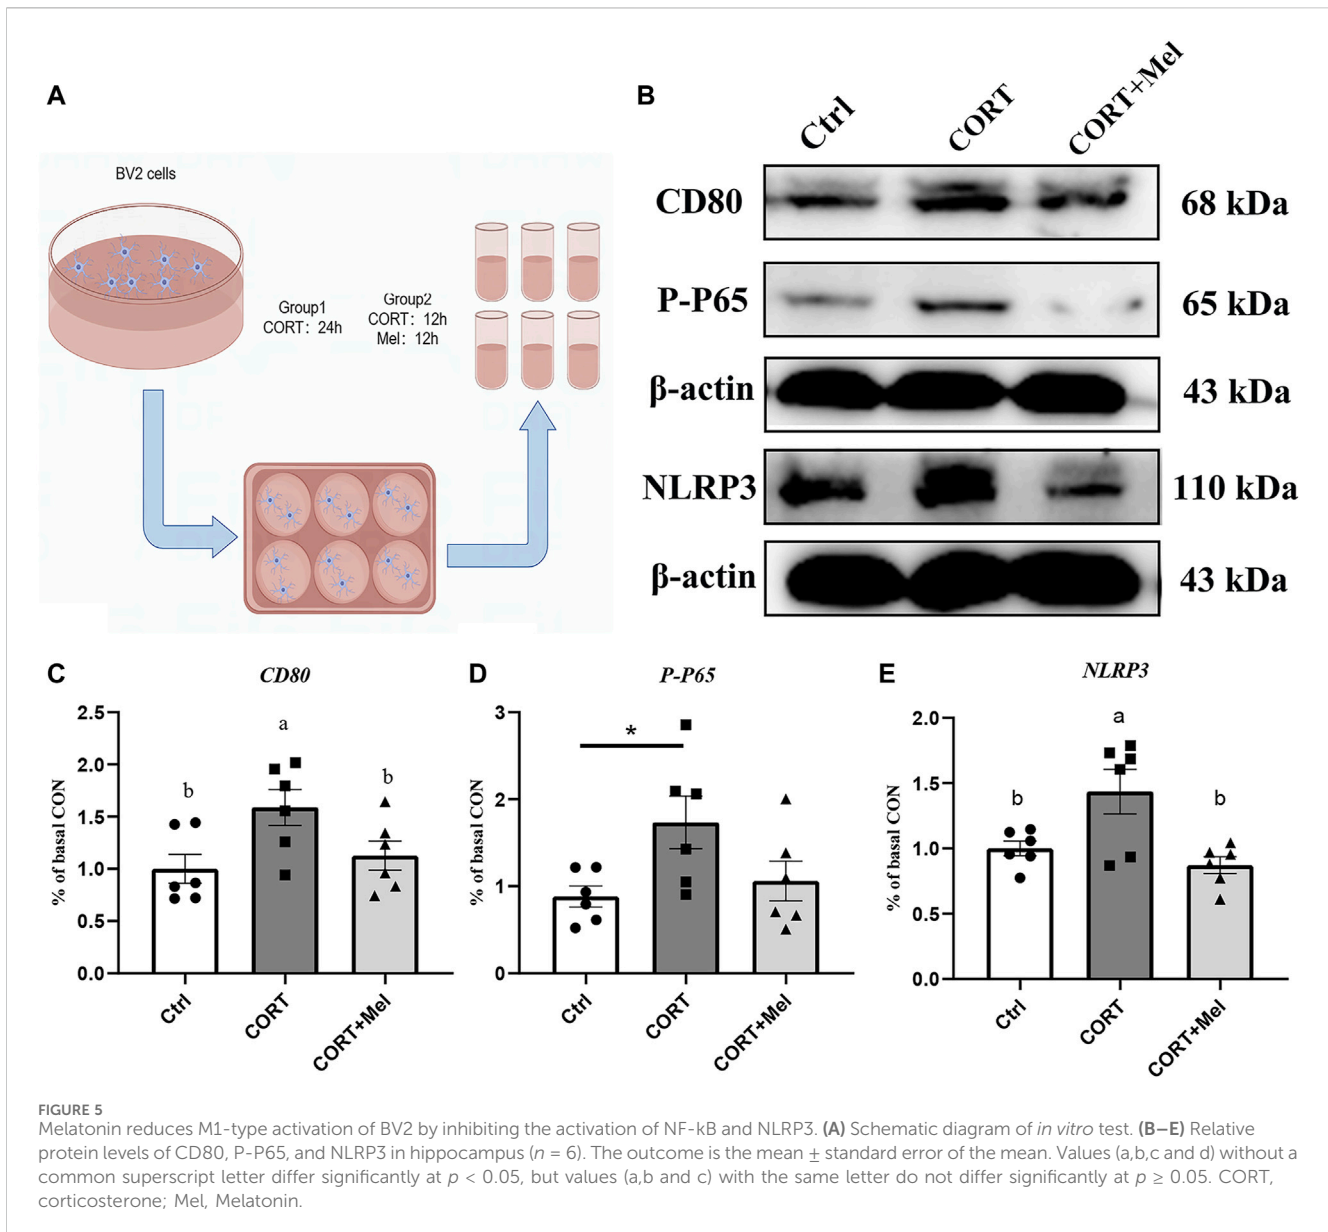 A
BV2 cells
Group1
CORT: 24h
Group2
CORT: 12h
Mel: 12h
B
Ctrl
CORT
CORT+Mel
CD80
68 kDa
P-P65
65 kDa
β-actin
43 kDa
NLRP3
110 kDa
β-actin
43 kDa
C
CD80
% of basal CON
2.5
2.0
1.5
1.0
0.5
0.0
b
a
b
Ctrl
CORT
CORT+Mel
D
P-P65
% of basal CON
3
2
1
0
*
Ctrl
CORT
CORT+Mel
E
NLRP3
% of basal CON
2.0
1.5
1.0
0.5
0.0
b
a
b
Ctrl
CORT
CORT+Mel
FIGURE 5
Melatonin reduces M1-type activation of BV2 by inhibiting the activation of NF-kB and NLRP3. (A) Schematic diagram of in vitro test. (B–E) Relative
protein levels of CD80, P-P65, and NLRP3 in hippocampus (n = 6). The outcome is the mean ± standard error of the mean. Values (a,b,c and d) without a
common superscript letter differ significantly at p < 0.05, but values (a,b and c) with the same letter do not differ significantly at p ≥ 0.05. CORT,
corticosterone; Mel, Melatonin.